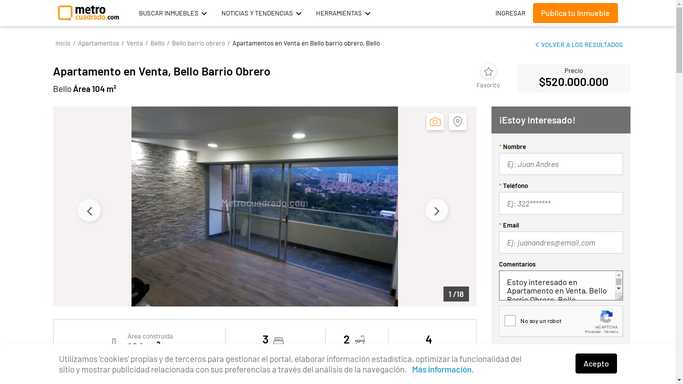 metro
cuadrado.com
BUSCAR INMUEBLES
NOTICIAS Y TENDENCIAS
HERRAMIENTAS
INGRESAR
Publica tu Inmueble
Inicio / Apartamentos / Venta / Bello / Bello barrio obrero / Apartamentos en Venta en Bello barrio obrero, Bello
VOLVER A LOS RESULTADOS
Apartamento en Venta, Bello Barrio Obrero
Bello Área 104 m²
Favorito
Precio
$520.000.000
Metrocuadrado.com
1 /18
¡Estoy Interesado!
* Nombre
Ej: Juan Andres
* Teléfono
Ej: 322*******
* Email
Ej: juanandres@email.com
Comentarios
Estoy interesado en
Apartamento en Venta, Bello
Barrio Obrero, Bello
No soy un robot
reCAPTCHA
Privacidad - Términos
Área construida
3
2
4
Utilizamos 'cookies' propias y de terceros para gestionar el portal, elaborar información estadística, optimizar la funcionalidad del
sitio y mostrar publicidad relacionada con sus preferencias a través del análisis de la navegación. Más información.
Acepto